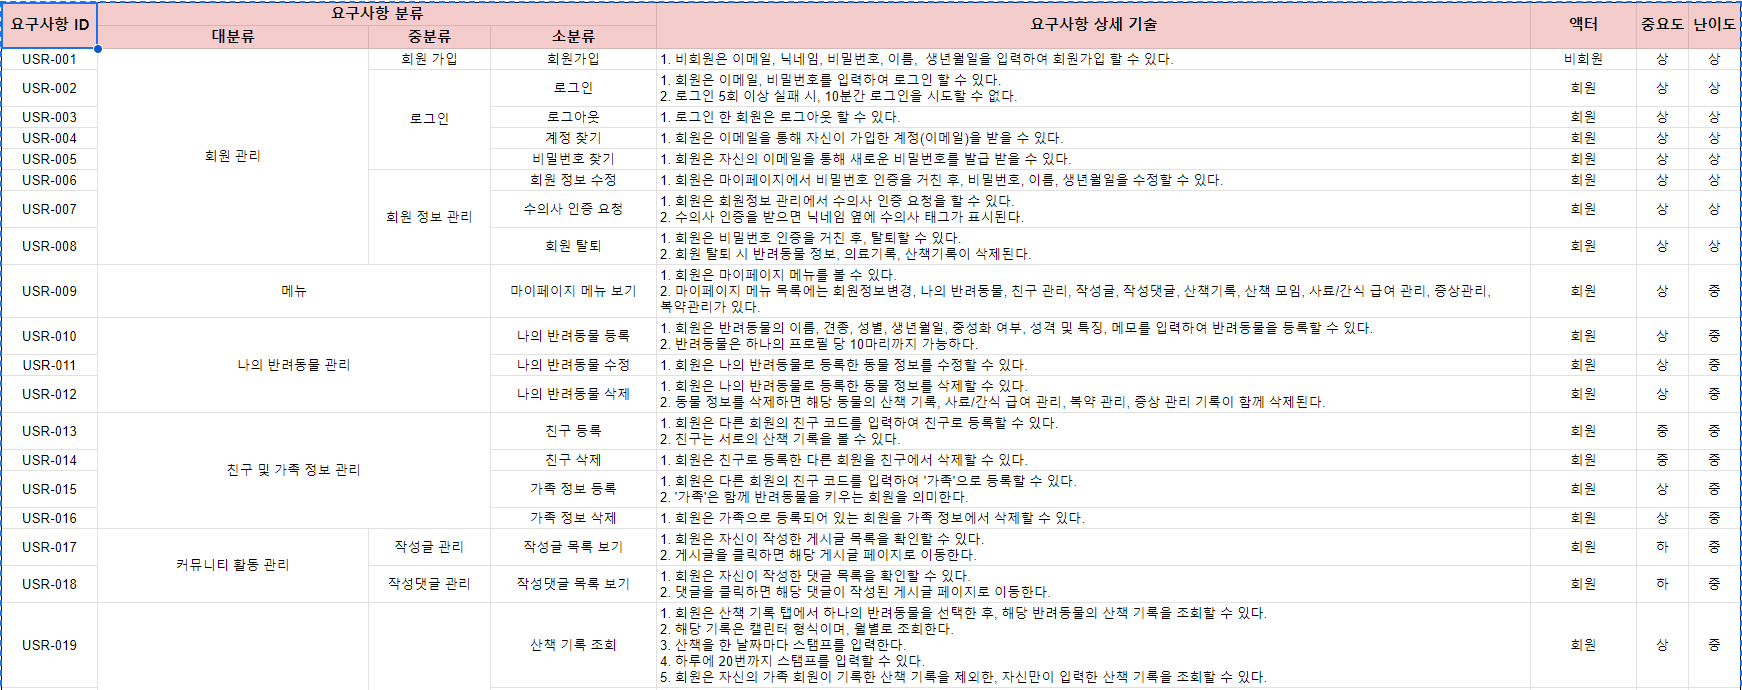 요구사항 ID 요구사항 분류 요구사항 상세 기술 액터 중요도 난이도
대분류 중분류 소분류
USR-001 회원 관리 회원 가입 회원가입 1. 비회원은 이메일, 닉네임, 비밀번호, 이름, 생년월일을 입력하여 회원가입 할 수 있다. 비회원 상 상
USR-002 로그인 로그인 1. 회원은 이메일, 비밀번호를 입력하여 로그인 할 수 있다.
2. 로그인 5회 이상 실패 시, 10분간 로그인을 시도할 수 없다. 회원 상 상
USR-003 로그아웃 1. 로그인 한 회원은 로그아웃 할 수 있다. 회원 상 상
USR-004 계정 찾기 1. 회원은 이메일을 통해 자신이 가입한 계정(이메일)을 받을 수 있다. 회원 상 상
USR-005 비밀번호 찾기 1. 회원은 자신의 이메일을 통해 새로운 비밀번호를 발급 받을 수 있다. 회원 상 상
USR-006 회원 정보 관리 회원 정보 수정 1. 회원은 마이페이지에서 비밀번호 인증을 거친 후, 비밀번호, 이름, 생년월일을 수정할 수 있다. 회원 상 상
USR-007 수의사 인증 요청 1. 회원은 회원정보 관리에서 수의사 인증 요청을 할 수 있다.
2. 수의사 인증을 받으면 닉네임 옆에 수의사 태그가 표시된다. 회원 상 상
USR-008 회원 탈퇴 1. 회원은 비밀번호 인증을 거친 후, 탈퇴할 수 있다.
2. 회원 탈퇴 시 반려동물 정보, 의료기록, 산책기록이 삭제된다. 회원 상 상
USR-009 메뉴 마이페이지 메뉴 보기 1. 회원은 마이페이지 메뉴를 볼 수 있다.
2. 마이페이지 메뉴 목록에는 회원정보변경, 나의 반려동물, 친구 관리, 작성글, 작성댓글, 산책기록, 산책 모임, 사료/간식 급여 관리, 증상관리,
복약관리가 있다. 회원 상 중
USR-010 나의 반려동물 관리 나의 반려동물 등록 1. 회원은 반려동물의 이름, 견종, 성별, 생년월일, 중성화 여부, 성격 및 특징, 메모를 입력하여 반려동물을 등록할 수 있다.
2. 반려동물은 하나의 프로필 당 10마리까지 가능하다. 회원 상 중
USR-011 나의 반려동물 수정 1. 회원은 나의 반려동물로 등록한 동물 정보를 수정할 수 있다. 회원 상 중
USR-012 나의 반려동물 삭제 1. 회원은 나의 반려동물로 등록한 동물 정보를 삭제할 수 있다.
2. 동물 정보를 삭제하면 해당 동물의 산책 기록, 사료/간식 급여 관리, 복약 관리, 증상 관리 기록이 함께 삭제된다. 회원 상 중
USR-013 친구 및 가족 정보 관리 친구 등록 1. 회원은 다른 회원의 친구 코드를 입력하여 친구로 등록할 수 있다.
2. 친구는 서로의 산책 기록을 볼 수 있다. 회원 중 중
USR-014 친구 삭제 1. 회원은 친구로 등록한 다른 회원을 친구에서 삭제할 수 있다. 회원 중 중
USR-015 가족 정보 등록 1. 회원은 다른 회원의 친구 코드를 입력하여 '가족'으로 등록할 수 있다.
2. '가족'은 함께 반려동물을 키우는 회원을 의미한다. 회원 상 중
USR-016 가족 정보 삭제 1. 회원은 가족으로 등록되어 있는 회원을 가족 정보에서 삭제할 수 있다. 회원 상 중
USR-017 커뮤니티 활동 관리 작성글 관리 작성글 목록 보기 1. 회원은 자신이 작성한 게시글 목록을 확인할 수 있다.
2. 게시글을 클릭하면 해당 게시글 페이지로 이동한다. 회원 하 중
USR-018 작성댓글 관리 작성댓글 목록 보기 1. 회원은 자신이 작성한 댓글 목록을 확인할 수 있다.
2. 댓글을 클릭하면 해당 댓글이 작성된 게시글 페이지로 이동한다. 회원 하 중
USR-019 산책 기록 조회 1. 회원은 산책 기록 탭에서 하나의 반려동물을 선택한 후, 해당 반려동물의 산책 기록을 조회할 수 있다.
2. 해당 기록은 캘린터 형식이며, 월별로 조회한다.
3. 산책을 한 날짜마다 스탬프를 입력한다.
4. 하루에 20번까지 스탬프를 입력할 수 있다.
5. 회원은 자신의 가족 회원이 기록한 산책 기록을 제외한, 자신만이 입력한 산책 기록을 조회할 수 있다. 회원 상 중